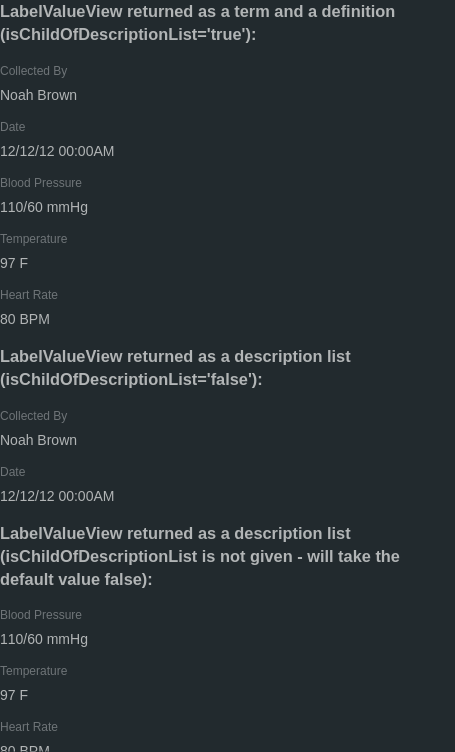 LabelValueView returned as a term and a definition
(isChildOfDescriptionList='true'):
Collected By
Noah Brown
Date
12/12/12 00:00AM
Blood Pressure
110/60 mmHg
Temperature
97 F
Heart Rate
80 BPM
LabelValueView returned as a description list
(isChildOfDescriptionList='false'):
Collected By
Noah Brown
Date
12/12/12 00:00AM
LabelValueView returned as a description list
(isChildOfDescriptionList is not given - will take the
default value false):
Blood Pressure
110/60 mmHg
Temperature
97 F
Heart Rate
80 BPM